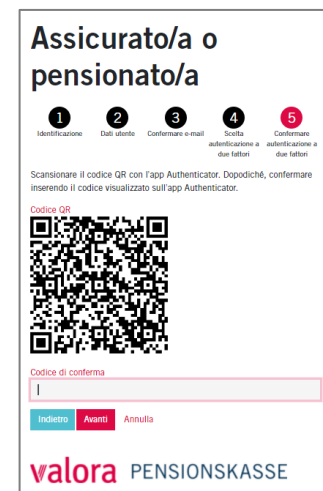 Assicurato/a o
pensionato/a
1 2 3 4 5
Identificazione Dati utente Confermare e-mail Scelta Confermare
autenticazione a autenticazione a
due fattori due fattori
Scansionare il codice QR con l'app Authenticator. Dopodiché, confermare
inserendo il codice visualizzato sull'app Authenticator.
Codice QR
Codice di conferma
Indietro Avanti Annulla
valora PENSIONSKASSE